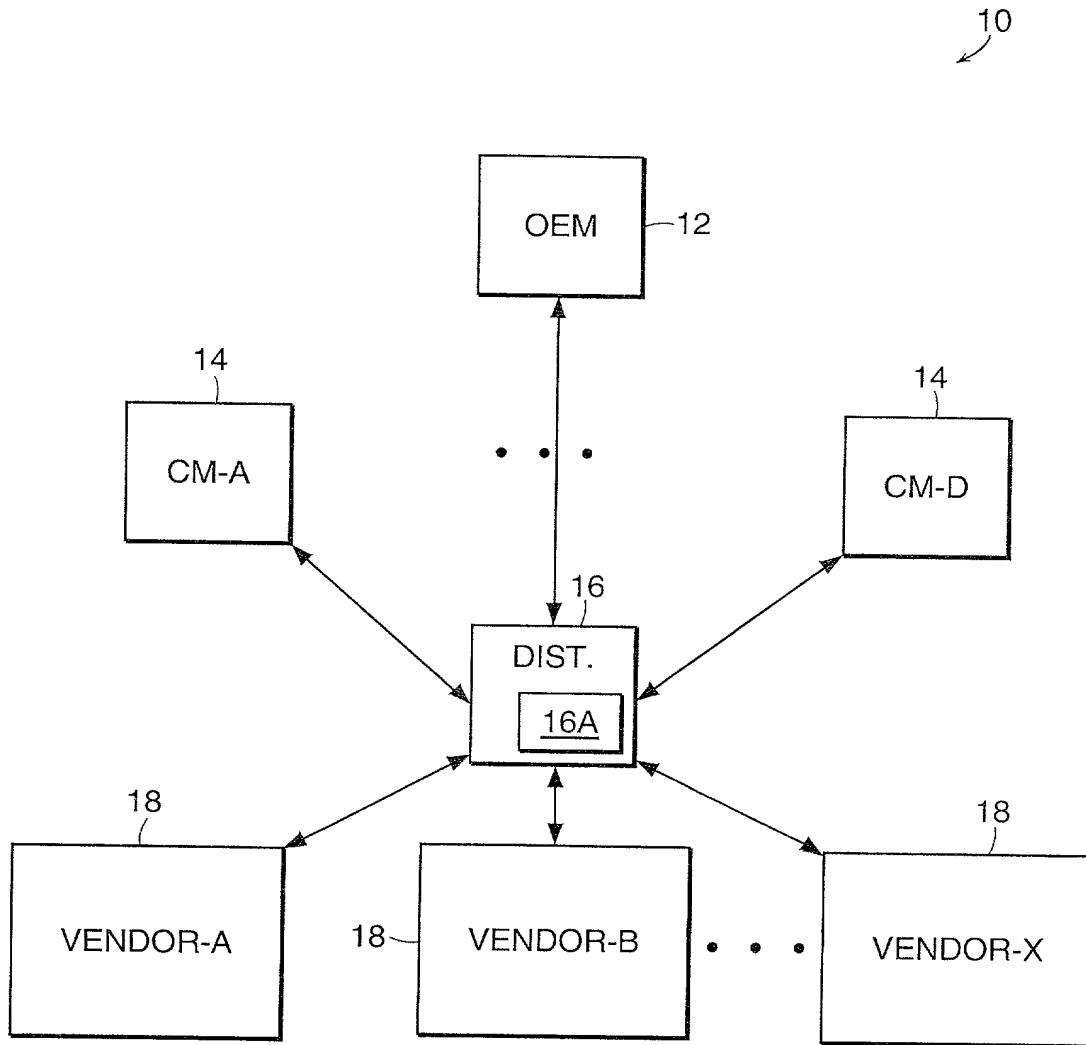 10
OEM
12
14
CM-A
14
CM-D
16
DIST.
16A
18
VENDOR-A
18
VENDOR-B
18
VENDOR-X